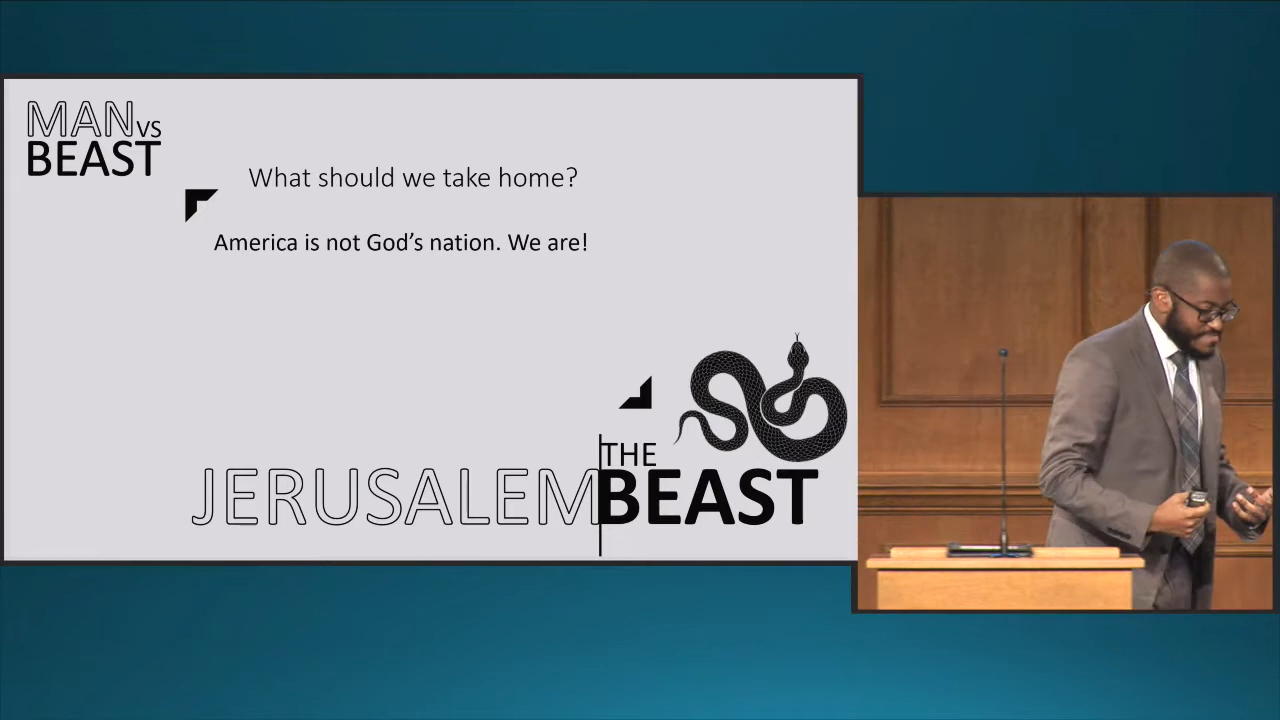 MAN VS
BEAST
What should we take home?
America is not God’s nation. We are!
THE
JERUSALEM BEAST